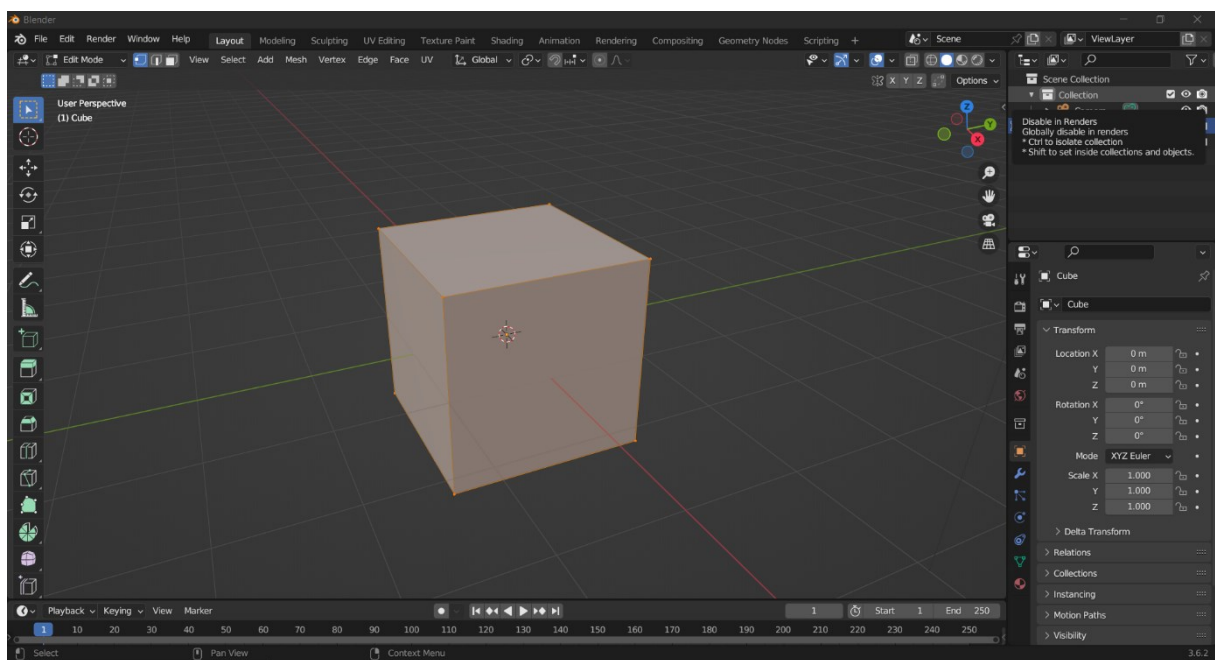 Blender
File Edit Render Window Help Layout Modeling Sculpting UV Editing Texture Paint Shading Animation Rendering Compositing Geometry Nodes Scripting + Scene ViewLayer
Edit Mode View Select Add Mesh Vertex Edge Face UV Global
X Y Z Options
User Perspective
(1) Cube
Z
Y
X
Scene Collection
Collection
Disable in Renders
Globally disable in renders
* Ctrl to isolate collection
* Shift to set inside collections and objects.
Cube
Cube
Transform
Location X 0 m
Y 0 m
Z 0 m
Rotation X 0°
Y 0°
Z 0°
Mode XYZ Euler
Scale X 1.000
Y 1.000
Z 1.000
Delta Transform
Relations
Collections
Instancing
Motion Paths
Visibility
Playback Keying View Marker 1 Start 1 End 250
1 10 20 30 40 50 60 70 80 90 100 110 120 130 140 150 160 170 180 190 200 210 220 230 240 250
Select Pan View Context Menu 3.6.2